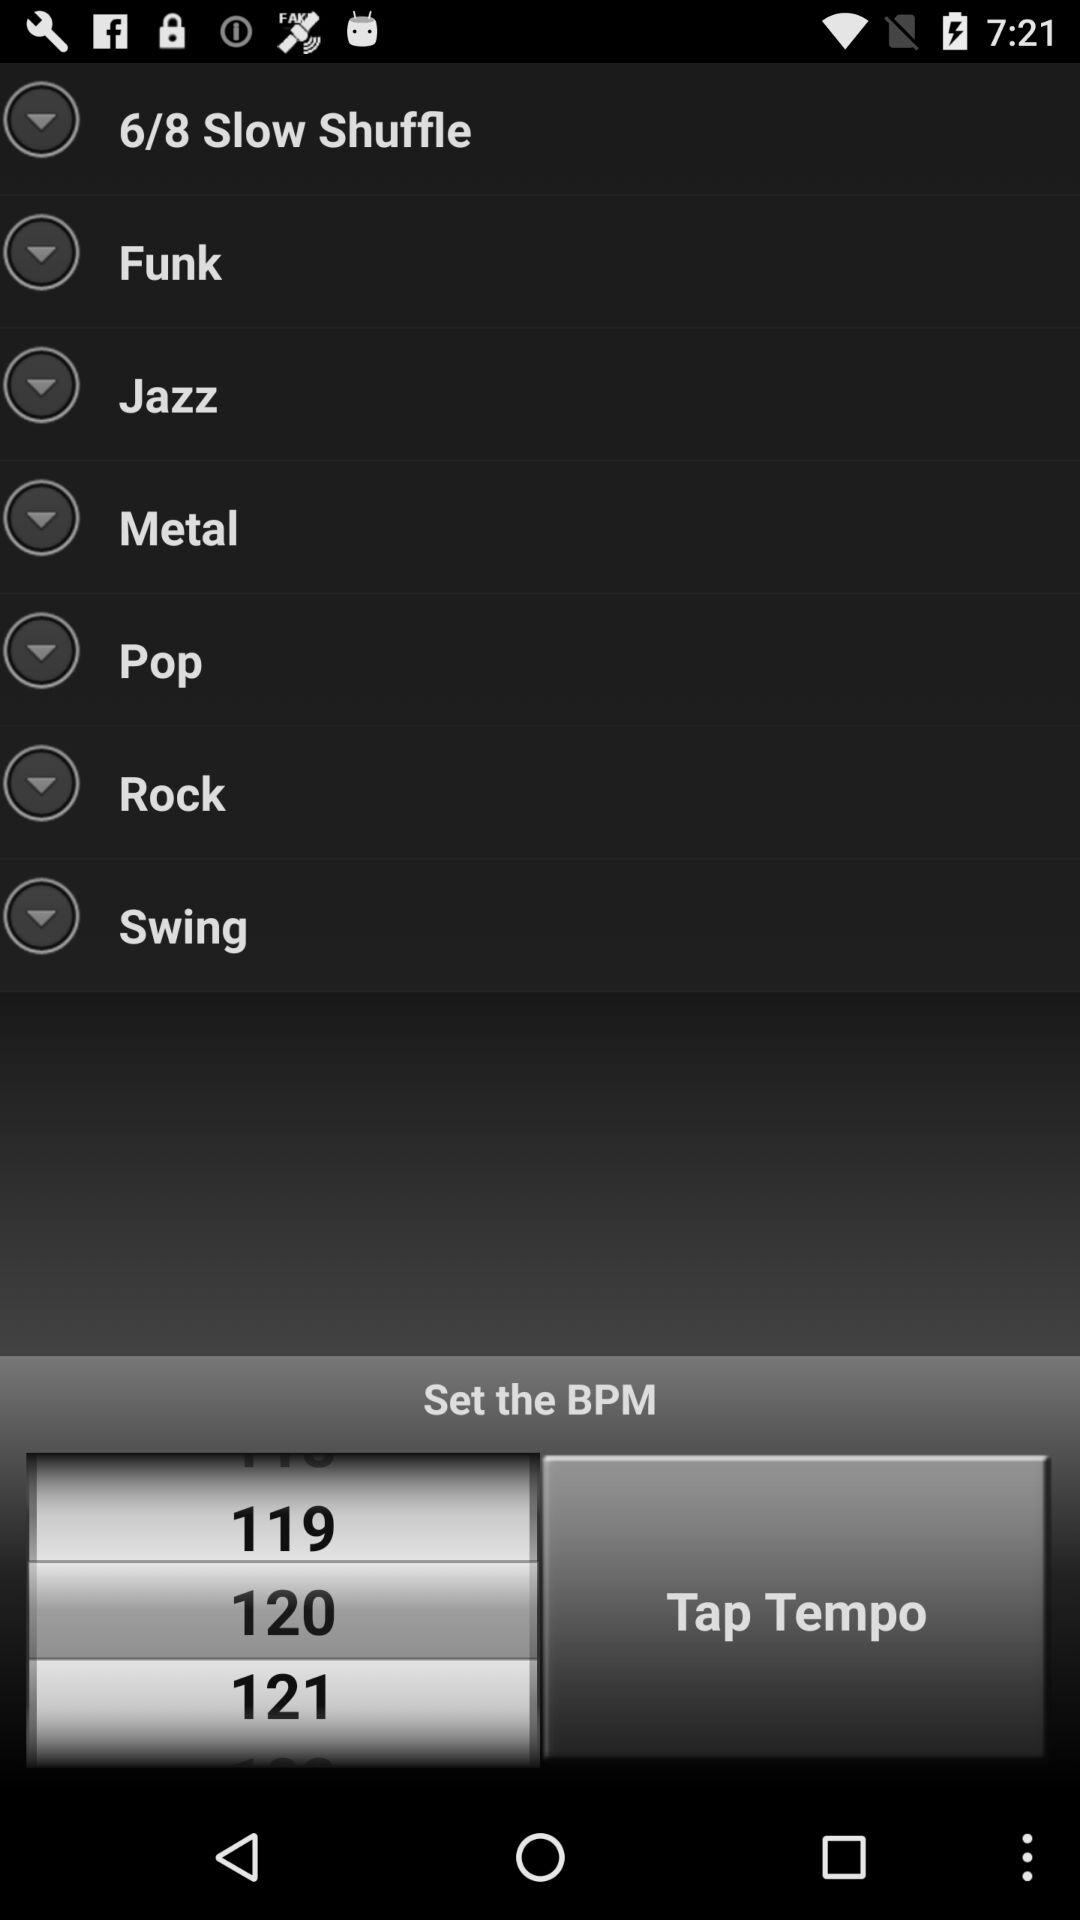 FAKE
7:21
6/8 Slow Shuffle
Funk
Jazz
Metal
Pop
Rock
Swing
Set the BPM
119
120
121
Tap Tempo